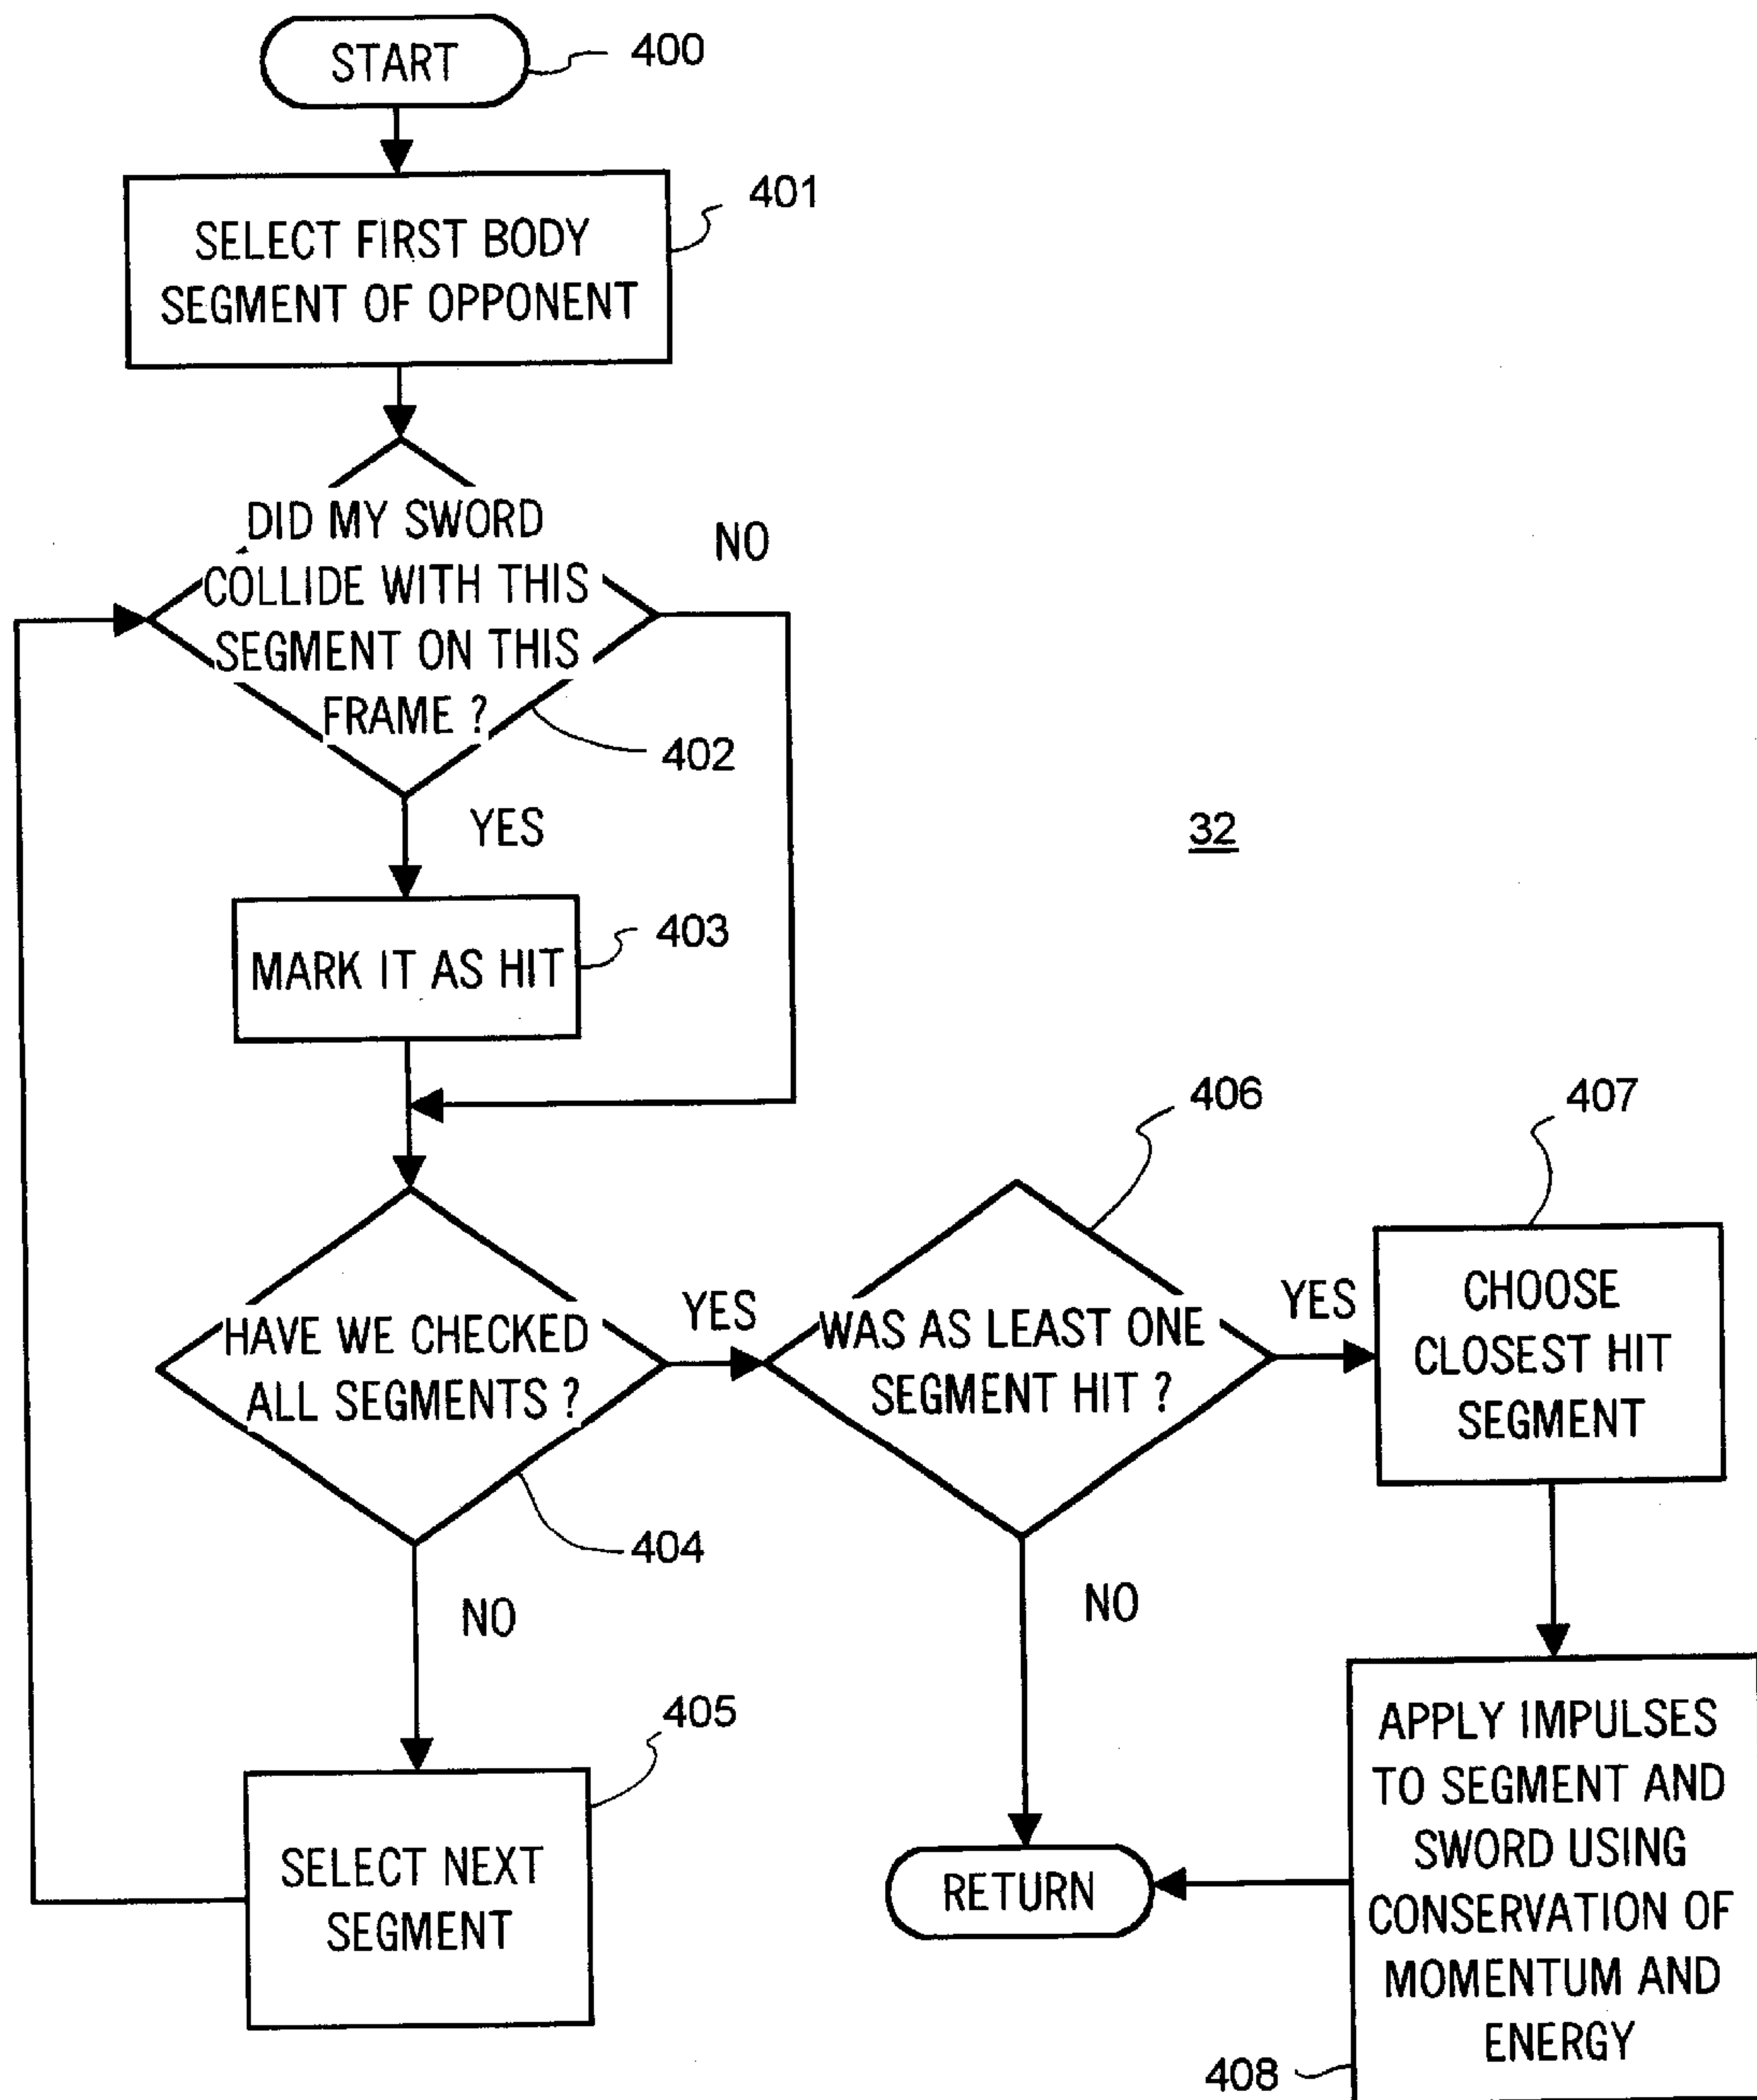 START
400
SELECT FIRST BODY
SEGMENT OF OPPONENT
401
DID MY SWORD
COLLIDE WITH THIS
SEGMENT ON THIS
FRAME ?
NO
402
YES
32
MARK IT AS HIT
403
HAVE WE CHECKED
ALL SEGMENTS ?
404
YES
NO
SELECT NEXT
SEGMENT
405
WAS AS LEAST ONE
SEGMENT HIT ?
406
YES
NO
CHOOSE
CLOSEST HIT
SEGMENT
407
APPLY IMPULSES
TO SEGMENT AND
SWORD USING
CONSERVATION OF
MOMENTUM AND
ENERGY
408
RETURN